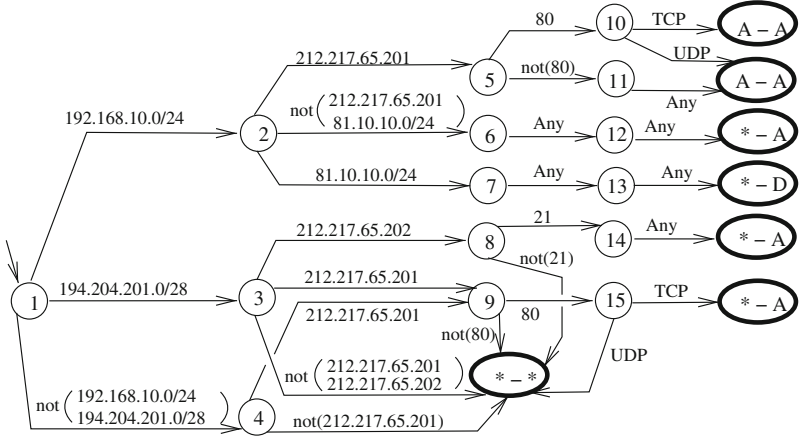 80
10
TCP
A – A
UDP
212.217.65.201
5
not(80)
11
A – A
Any
192.168.10.0/24
2
not ( 212.217.65.201
81.10.10.0/24 )
6
Any
12
Any
* – A
81.10.10.0/24
7
Any
13
Any
* – D
212.217.65.202
8
21
14
Any
* – A
not(21)
1
194.204.201.0/28
3
212.217.65.201
9
80
15
TCP
* – A
212.217.65.201
not(80)
UDP
not ( 212.217.65.201
212.217.65.202 )
* – *
not ( 192.168.10.0/24
194.204.201.0/28 )
4
not(212.217.65.201)